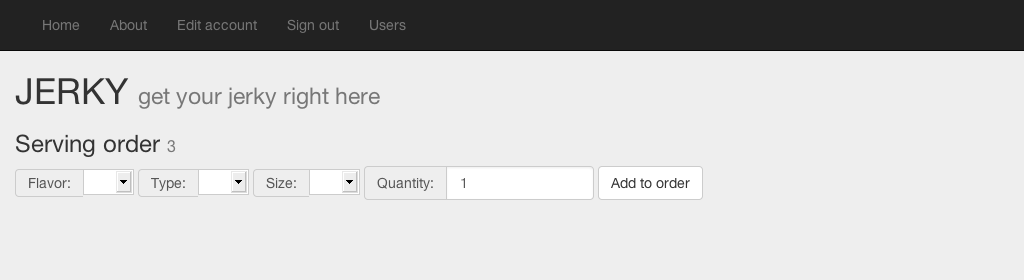 Home About Edit account Sign out Users
JERKY get your jerky right here
Serving order 3
Flavor: Type: Size: Quantity: 1 Add to order